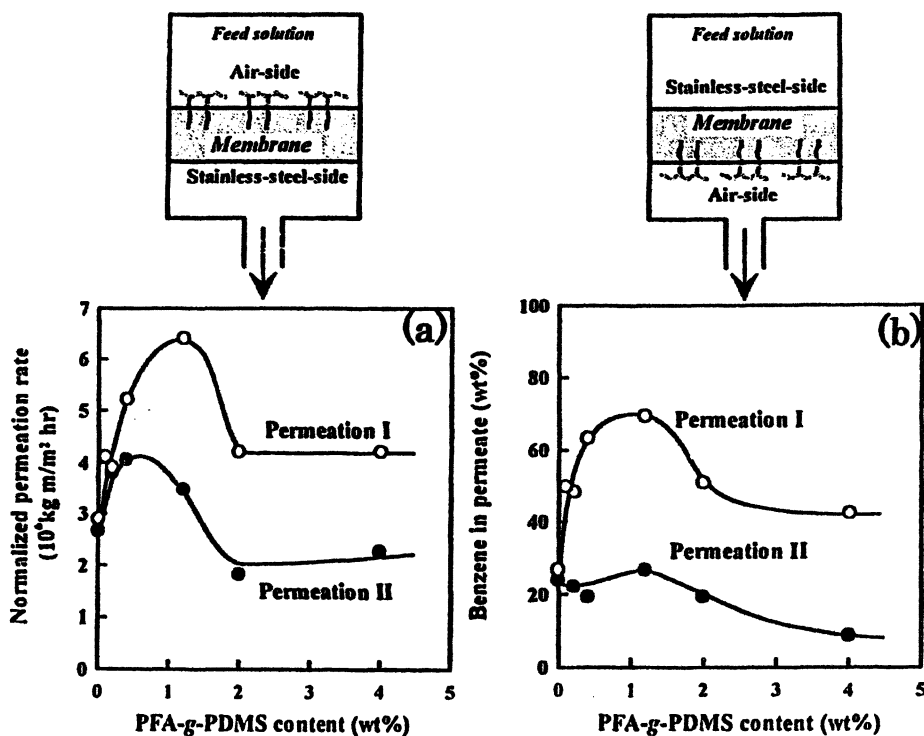 Feed solution
Air-side
Membrane
Stainless-steel-side
Feed solution
Stainless-steel-side
Membrane
Air-side
(a)
Normalized permeation rate
(10⁶kg m/m² hr)
7
6
5
4
3
2
1
0
Permeation I
Permeation II
0 1 2 3 4 5
PFA-g-PDMS content (wt%)
(b)
Benzene in permeate (wt%)
100
80
60
40
20
0
Permeation I
Permeation II
0 1 2 3 4 5
PFA-g-PDMS content (wt%)